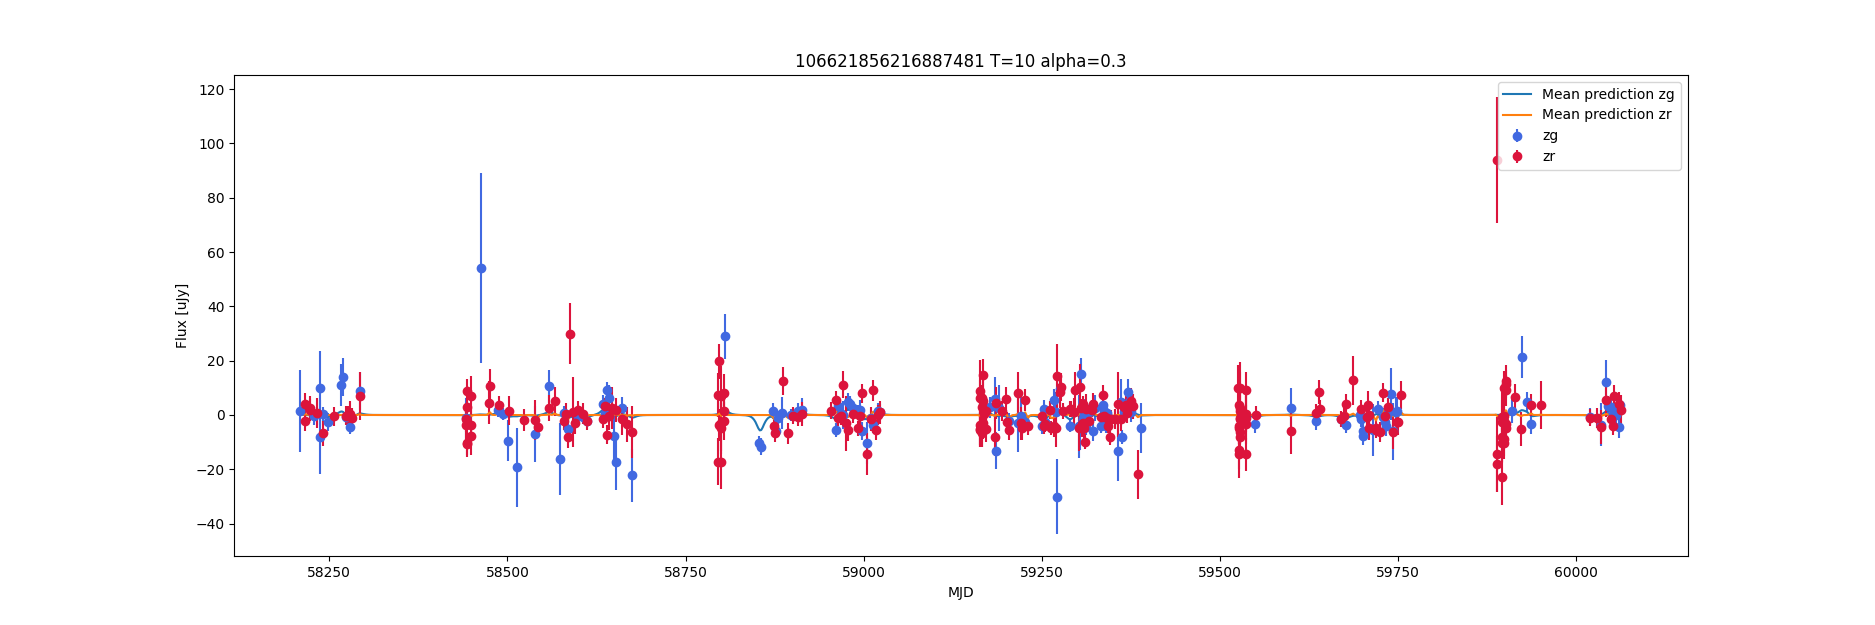 106621856216887481 T=10 alpha=0.3
120
100
80
60
40
20
0
−20
−40
Flux [uJy]
58250
58500
58750
59000
59250
59500
59750
60000
MJD
Mean prediction zg
Mean prediction zr
zg
zr